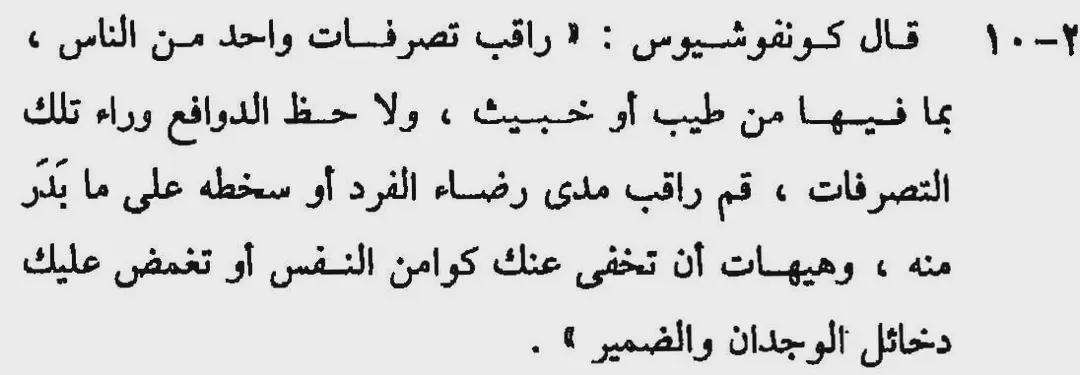 ٢-١٠ قال كونفوشيوس : « راقب تصرفات واحد من الناس ،
بما فيها من طيب أو خبيث ، ولا حظ الدوافع وراء تلك
التصرفات ، قم راقب مدى رضاء الفرد أو سخطه على ما بَدَر
منه ، وهيهات أن تخفى عنك كوامن النفس أو تغمض عليك
دخائل الوجدان والضمير » .